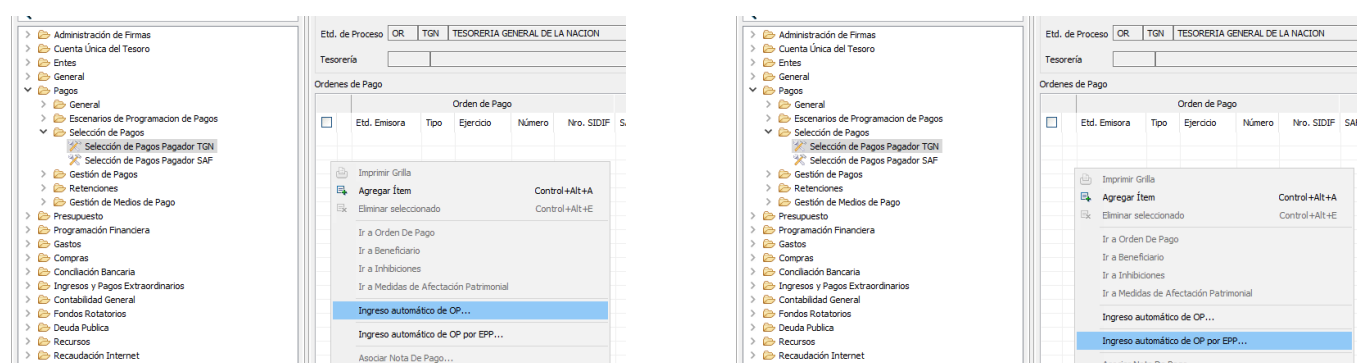 Administración de Firmas
Cuenta Única del Tesoro
Entes
General
Pagos
General
Escenarios de Programacion de Pagos
Selección de Pagos
Selección de Pagos Pagador TGN
Selección de Pagos Pagador SAF
Gestión de Pagos
Retenciones
Gestión de Medios de Pago
Presupuesto
Programación Financiera
Gastos
Compras
Conciliación Bancaria
Ingresos y Pagos Extraordinarios
Contabilidad General
Fondos Rotatorios
Deuda Publica
Recursos
Recaudación Internet
Etd. de Proceso OR TGN TESORERIA GENERAL DE LA NACION
Tesorería
Ordenes de Pago
Orden de Pago
Etd. Emisora Tipo Ejercicio Número Nro. SIDIF
Imprimir Grilla
Agregar Ítem Control+Alt+A
Eliminar seleccionado Control+Alt+E
Ir a Orden De Pago
Ir a Beneficiario
Ir a Inhibiciones
Ir a Medidas de Afectación Patrimonial
Ingreso automático de OP...
Ingreso automático de OP por EPP...
Asociar Nota De Pago...
Administración de Firmas
Cuenta Única del Tesoro
Entes
General
Pagos
General
Escenarios de Programacion de Pagos
Selección de Pagos
Selección de Pagos Pagador TGN
Selección de Pagos Pagador SAF
Gestión de Pagos
Retenciones
Gestión de Medios de Pago
Presupuesto
Programación Financiera
Gastos
Compras
Conciliación Bancaria
Ingresos y Pagos Extraordinarios
Contabilidad General
Fondos Rotatorios
Deuda Publica
Recursos
Recaudación Internet
Etd. de Proceso OR TGN TESORERIA GENERAL DE LA NACION
Tesorería
Ordenes de Pago
Orden de Pago
Etd. Emisora Tipo Ejercicio Número Nro. SIDIF
Imprimir Grilla
Agregar Ítem Control+Alt+A
Eliminar seleccionado Control+Alt+E
Ir a Orden De Pago
Ir a Beneficiario
Ir a Inhibiciones
Ir a Medidas de Afectación Patrimonial
Ingreso automático de OP...
Ingreso automático de OP por EPP...